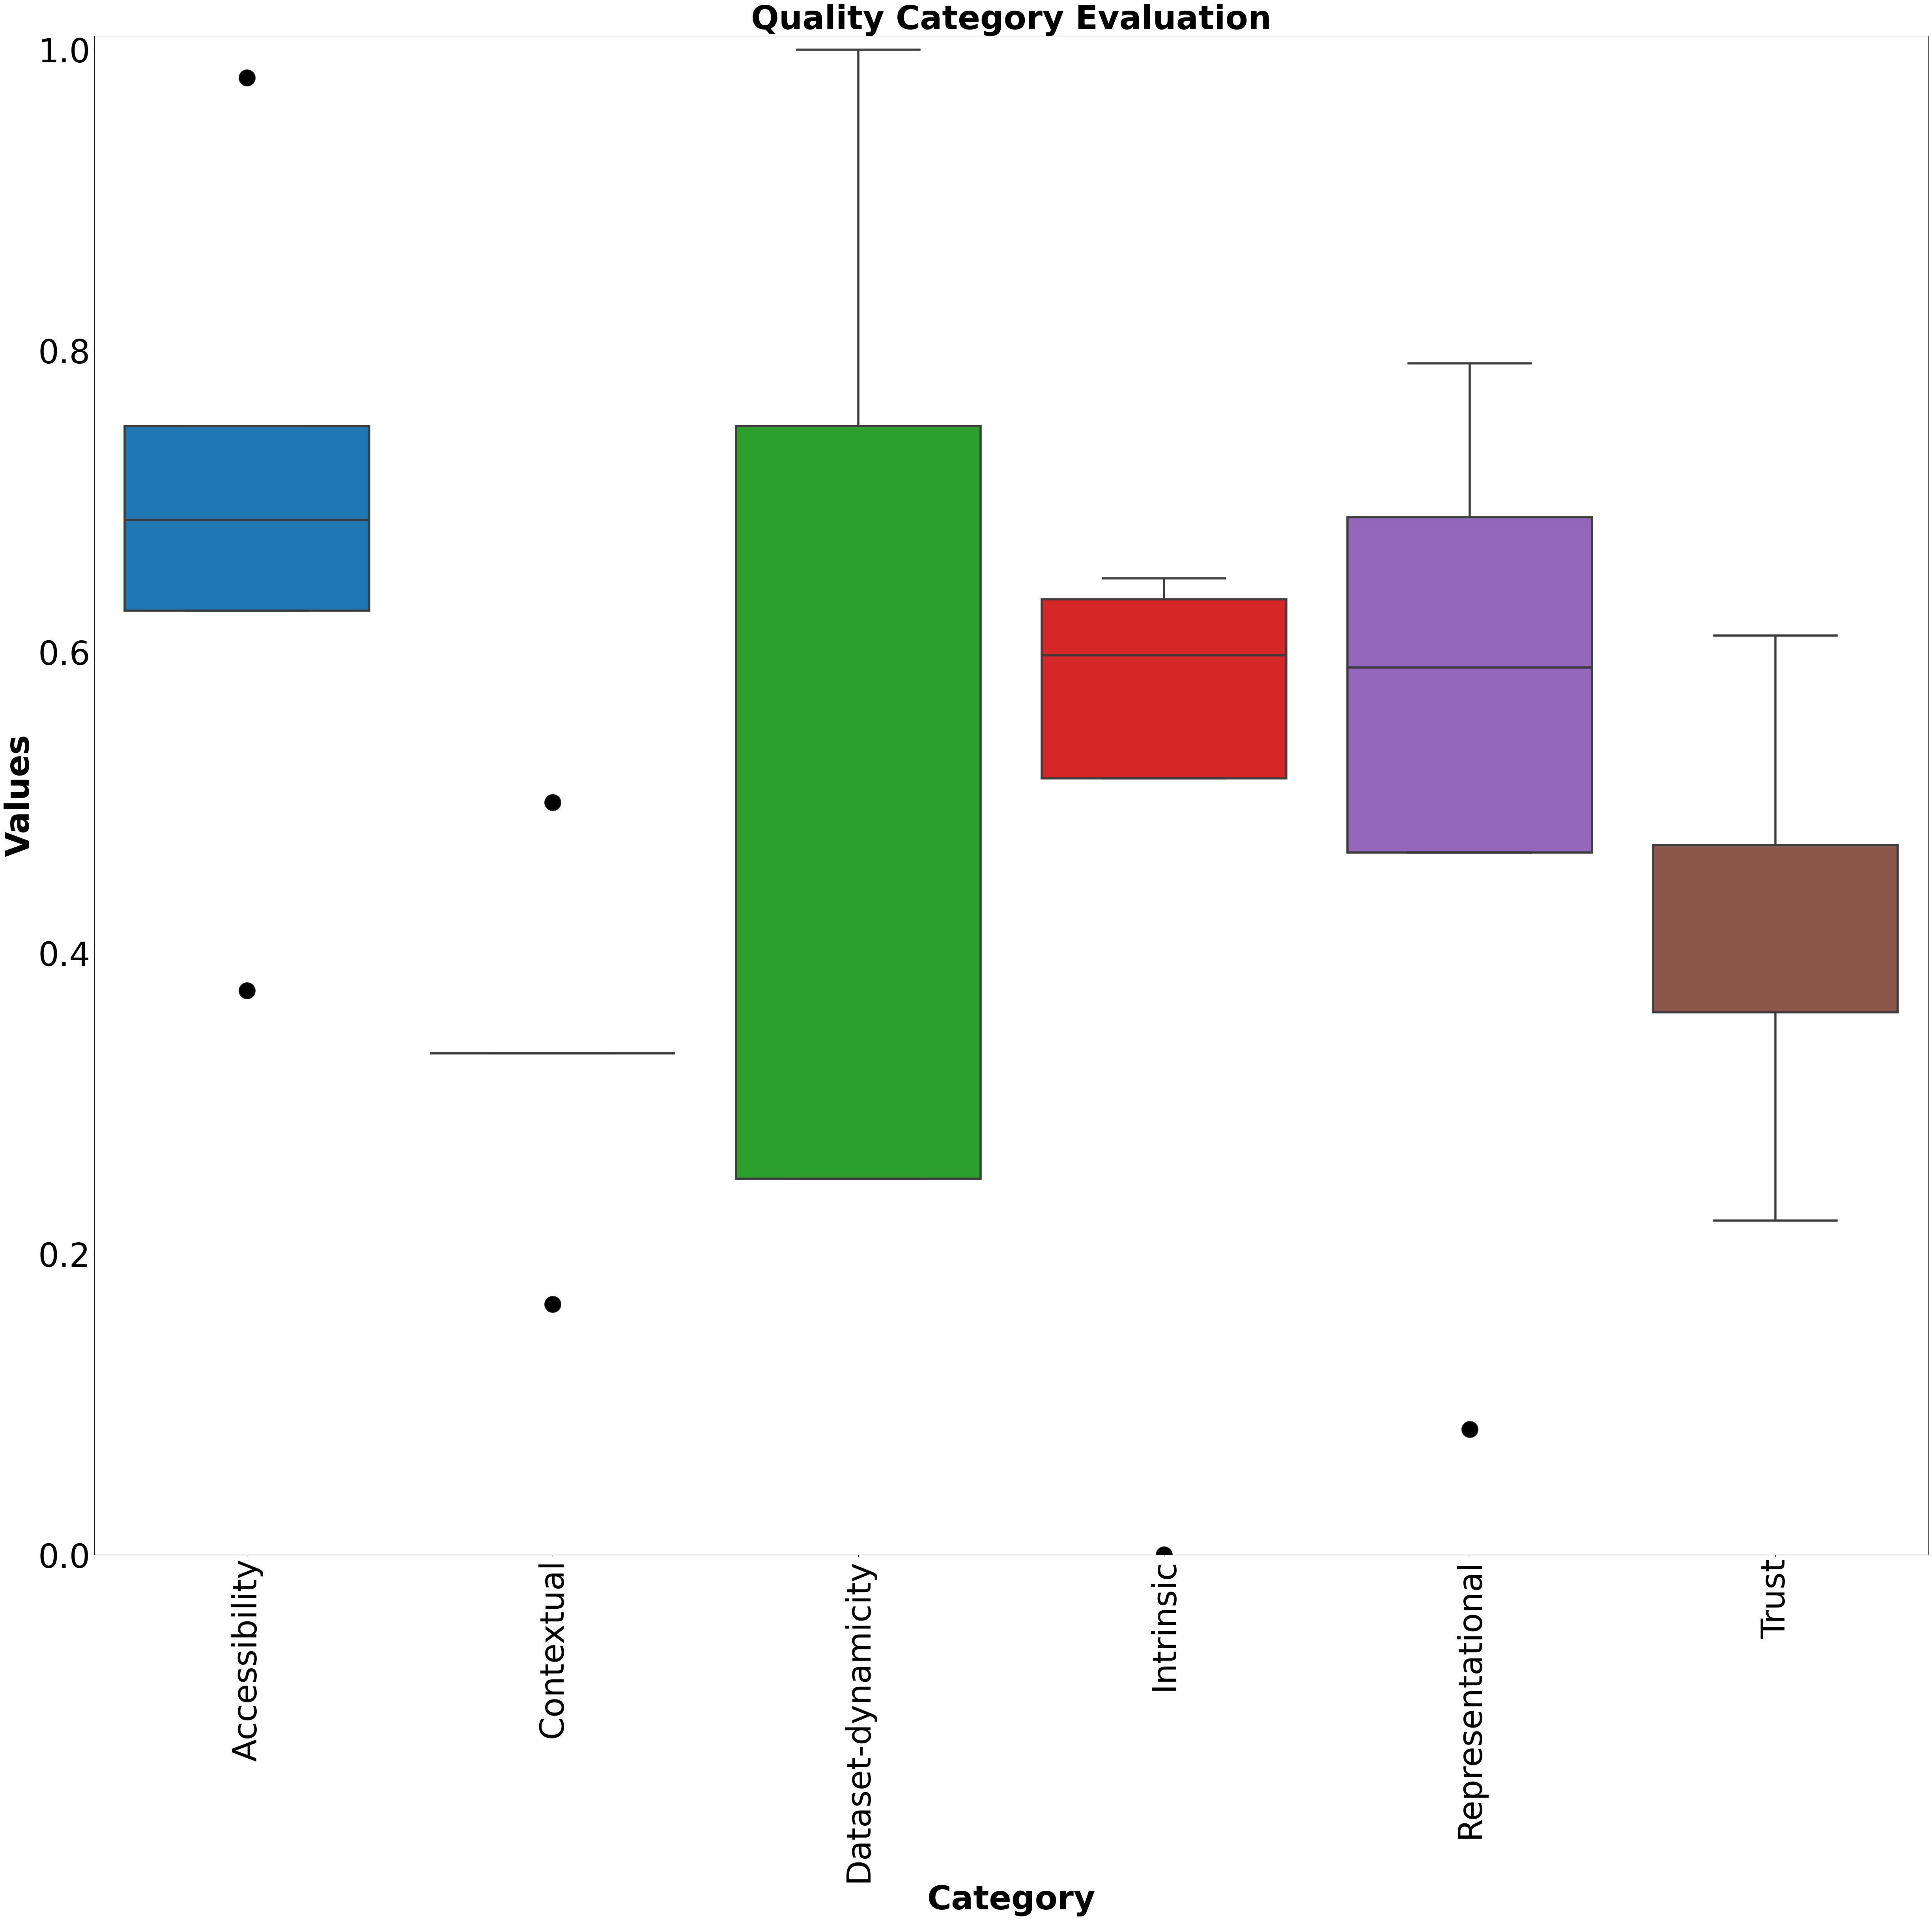 Quality Category Evaluation
1.0
0.8
0.6
0.4
0.2
0.0
Values
Accessibility
Contextual
Dataset-dynamicity
Intrinsic
Representational
Trust
Category